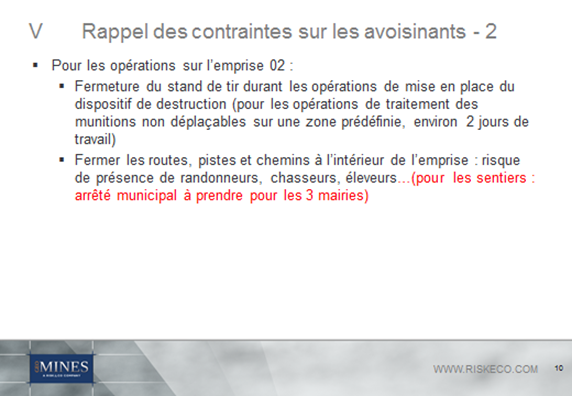 V Rappel des contraintes sur les avoisinants - 2
▪ Pour les opérations sur l'emprise 02 :
▪ Fermeture du stand de tir durant les opérations de mise en place du
dispositif de destruction (pour les opérations de traitement des
munitions non déplaçables sur une zone prédéfinie, environ 2 jours de
travail)
▪ Fermer les routes, pistes et chemins à l'intérieur de l'emprise : risque
de présence de randonneurs, chasseurs, éleveurs…(pour les sentiers :
arrêté municipal à prendre pour les 3 mairies)
MINES
WWW.RISKECO.COM 10